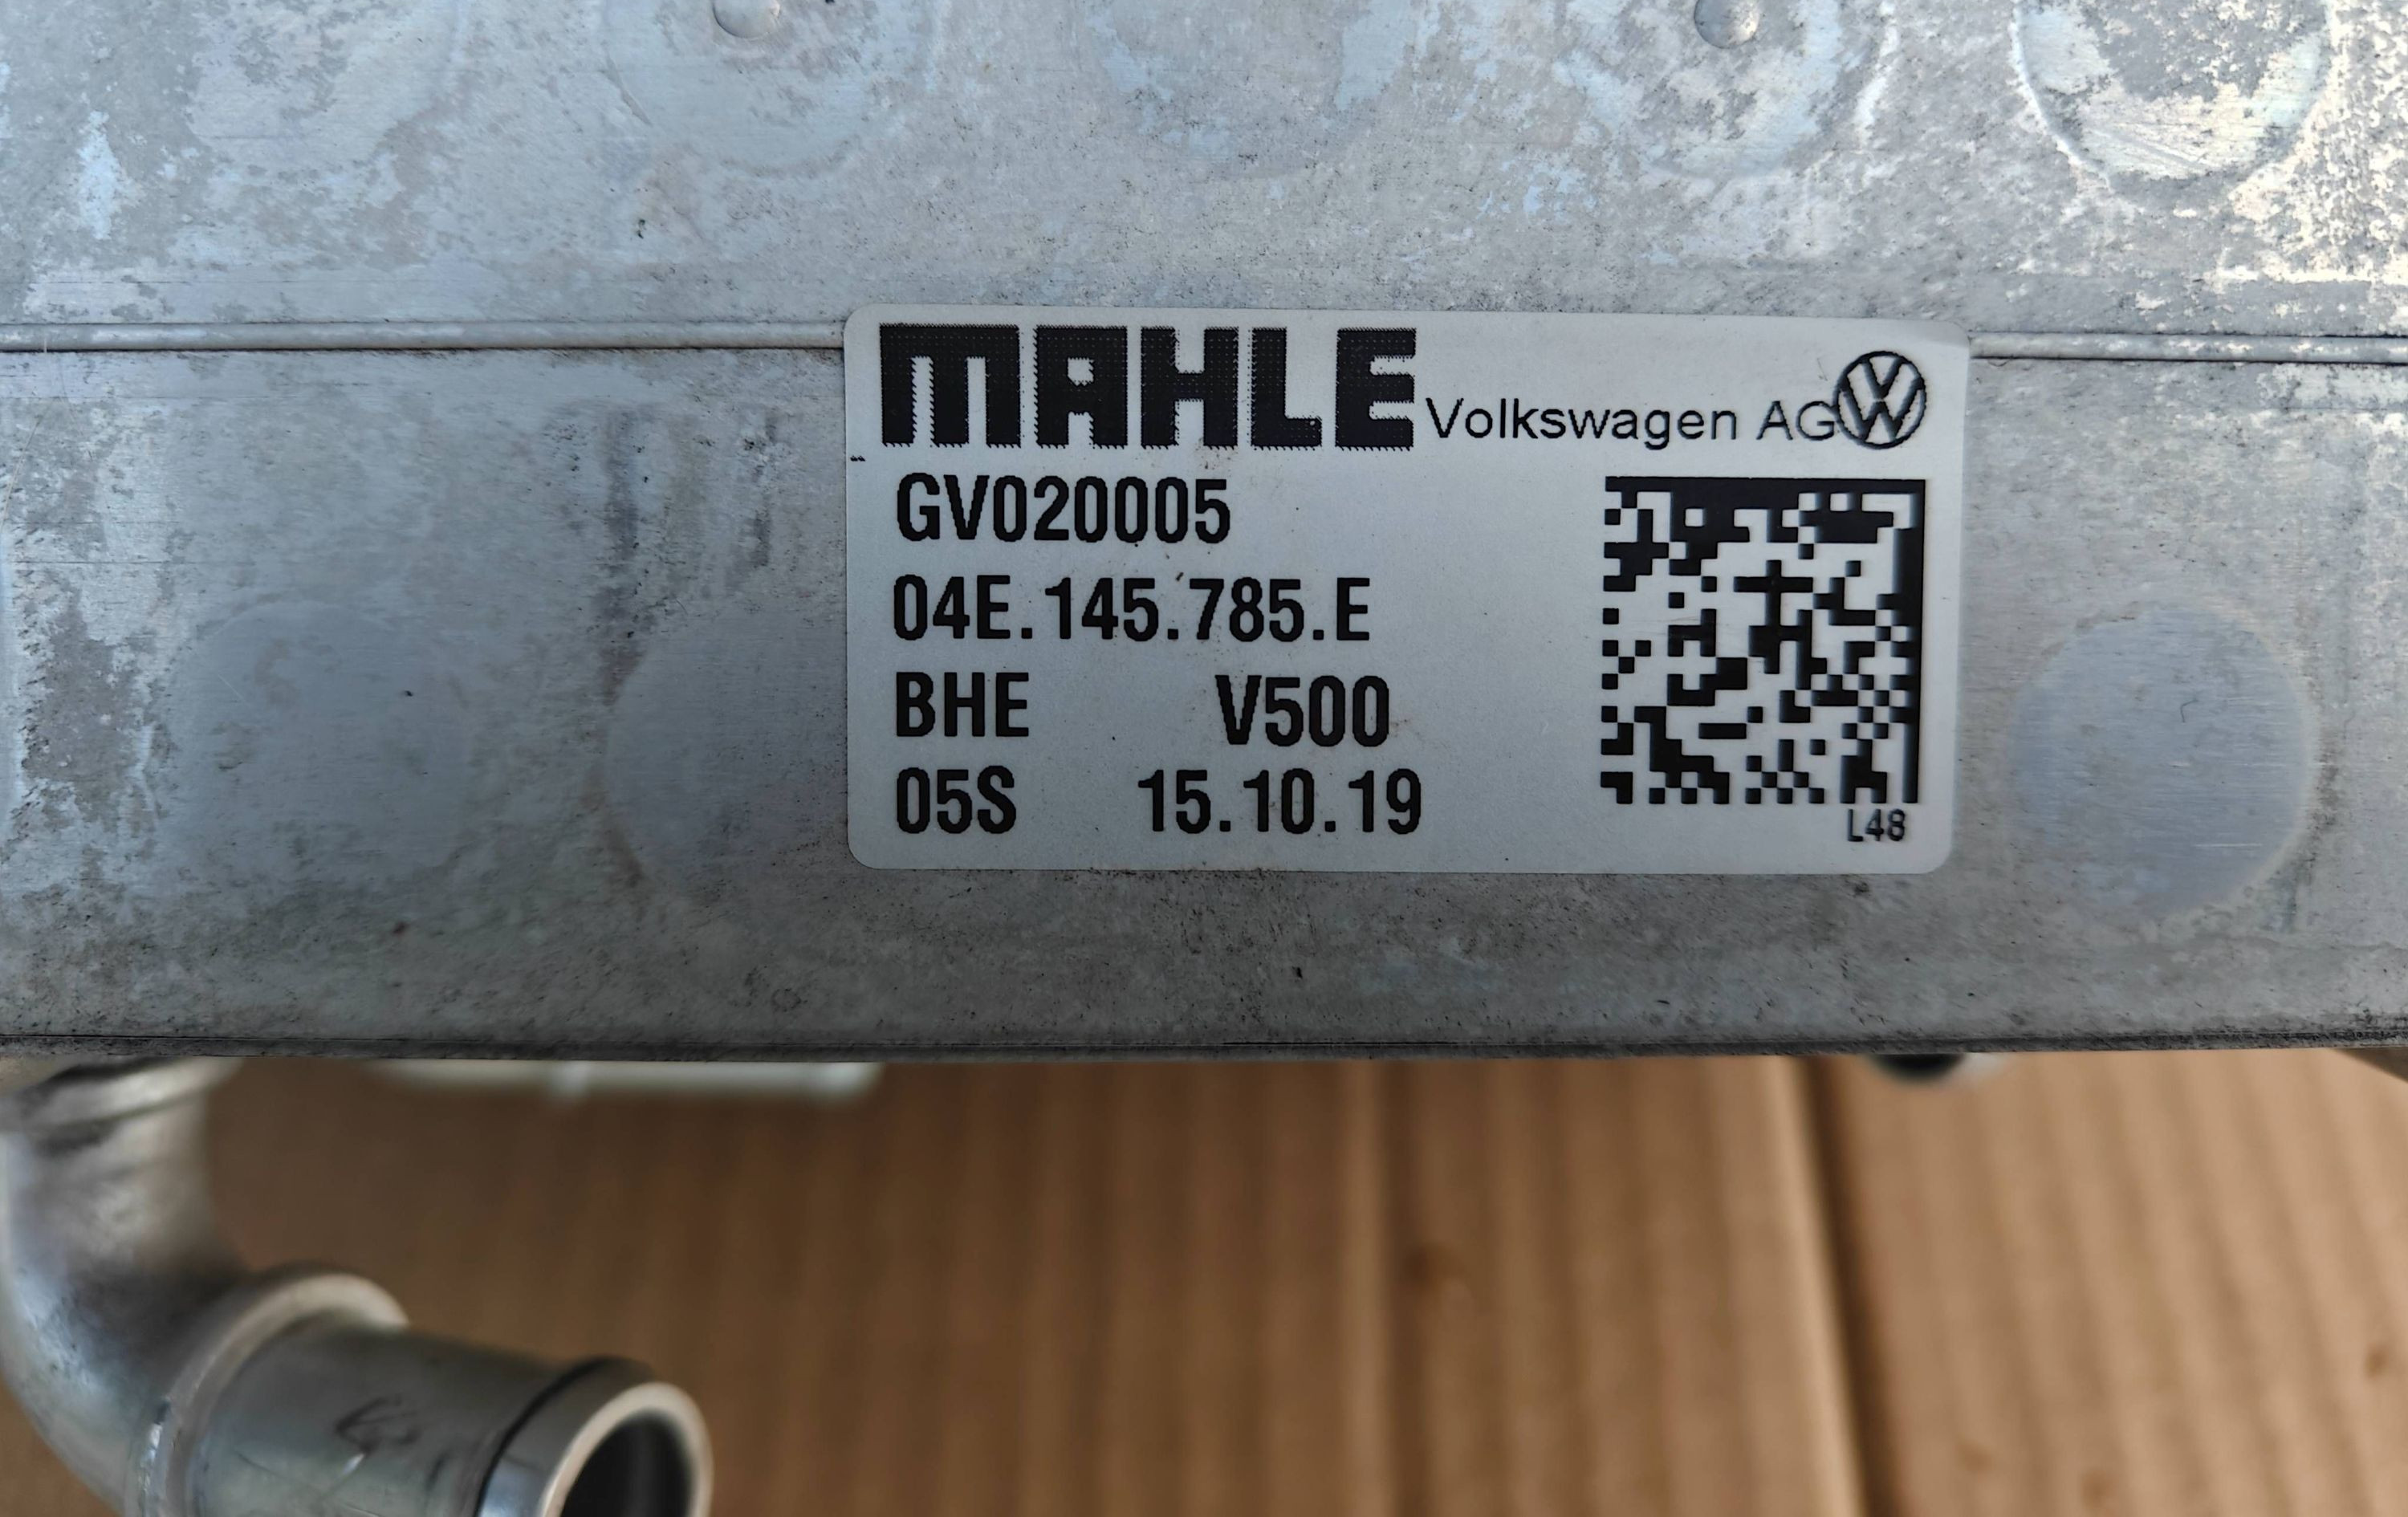 MAHLE Volkswagen AG
GV020005
04E.145.785.E
BHE V500
05S 15.10.19
L48